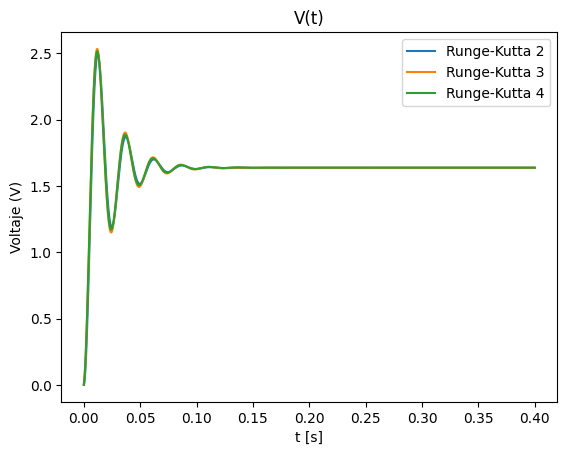 V(t)
Runge-Kutta 2
Runge-Kutta 3
Runge-Kutta 4
Voltaje (V)
2.5
2.0
1.5
1.0
0.5
0.0
0.00 0.05 0.10 0.15 0.20 0.25 0.30 0.35 0.40
t [s]